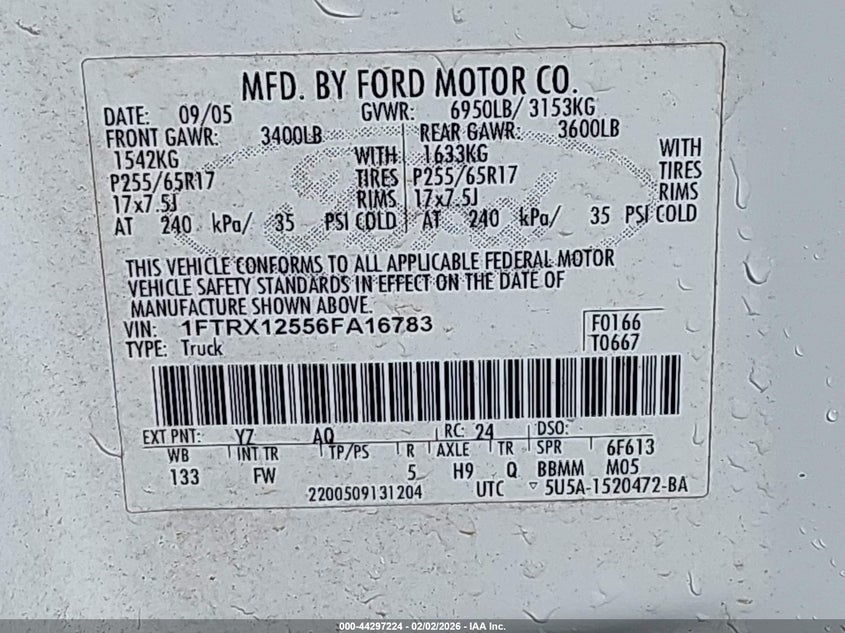 MFD. BY FORD MOTOR CO.
DATE: 09/05 GVWR: 6950LB/ 3153KG
FRONT GAWR: 3400LB REAR GAWR: 3600LB
1542KG WITH 1633KG WITH
P255/65R17 TIRES P255/65R17 TIRES
17x7.5J RIMS 17x7.5J RIMS
AT 240 kPa/ 35 PSI COLD AT 240 kPa/ 35 PSI COLD
THIS VEHICLE CONFORMS TO ALL APPLICABLE FEDERAL MOTOR
VEHICLE SAFETY STANDARDS IN EFFECT ON THE DATE OF
MANUFACTURE SHOWN ABOVE.
VIN: 1FTRX12556FA16783 F0166
TYPE: Truck T0667
EXT PNT: YZ AQ RC: 24 DSO:
WB INT TR TP/PS R AXLE TR SPR 6F613
133 FW 5 H9 Q BBMM M05
2200509131204 UTC ▽ 5U5A-1520472-BA
000-44297224 - 02/02/2026 - IAA Inc.